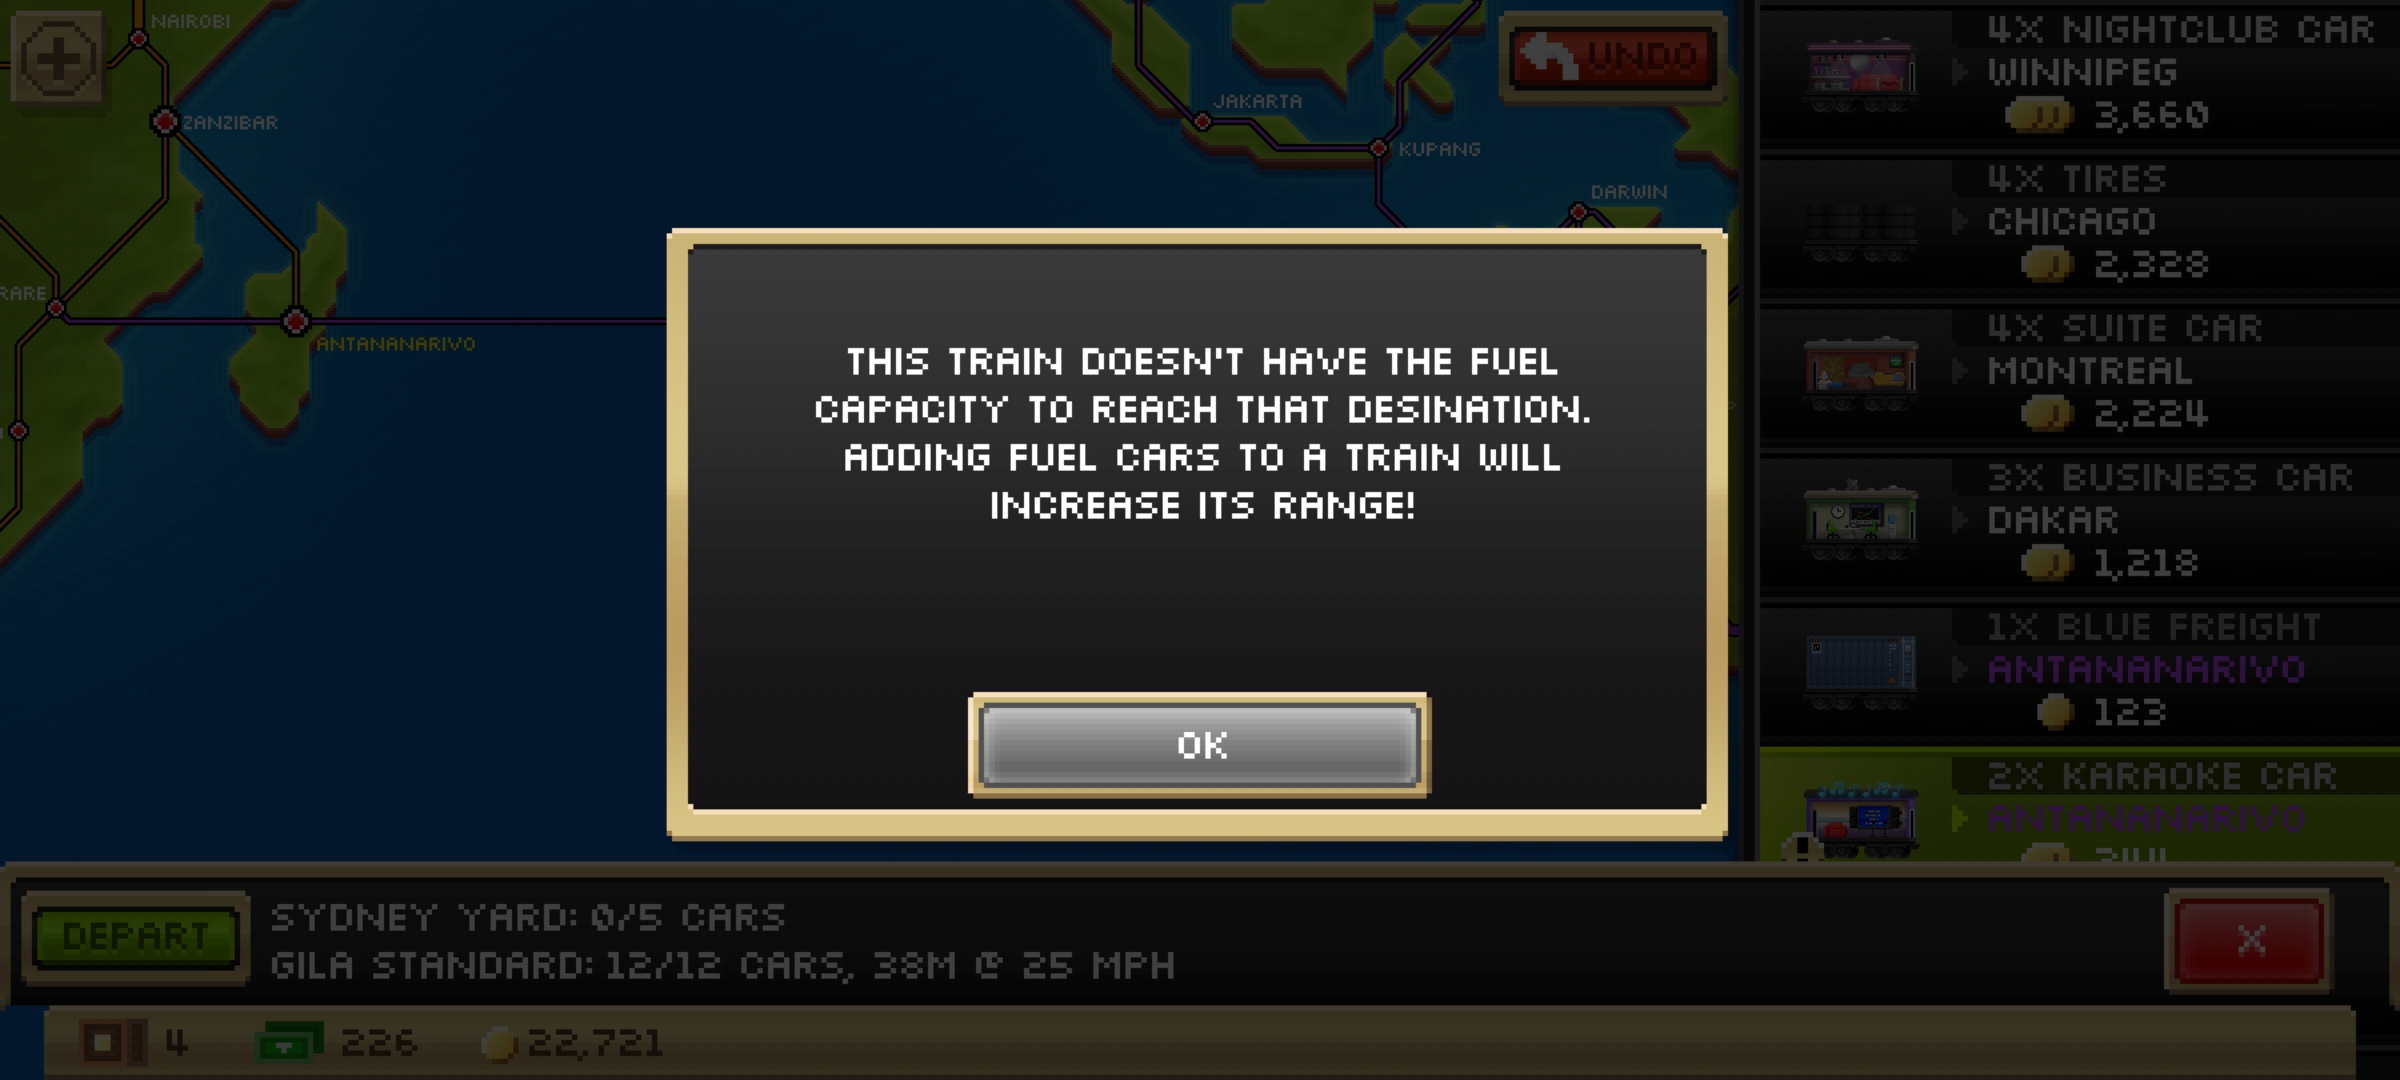 NAIROBI
ZANZIBAR
RARE
ANTANANARIVO
JAKARTA
KUPANG
DARWIN
UNDO
4X NIGHTCLUB CAR
WINNIPEG
3,660
4X TIRES
CHICAGO
2,328
4X SUITE CAR
MONTREAL
2,224
3X BUSINESS CAR
DAKAR
1,218
1X BLUE FREIGHT
ANTANANARIVO
123
2X KARAOKE CAR
ANTANANARIVO
THIS TRAIN DOESN'T HAVE THE FUEL
CAPACITY TO REACH THAT DESINATION.
ADDING FUEL CARS TO A TRAIN WILL
INCREASE ITS RANGE!
OK
DEPART
SYDNEY YARD: 0/5 CARS
GILA STANDARD: 12/12 CARS, 38M @ 25 MPH
X
4
226
22,721